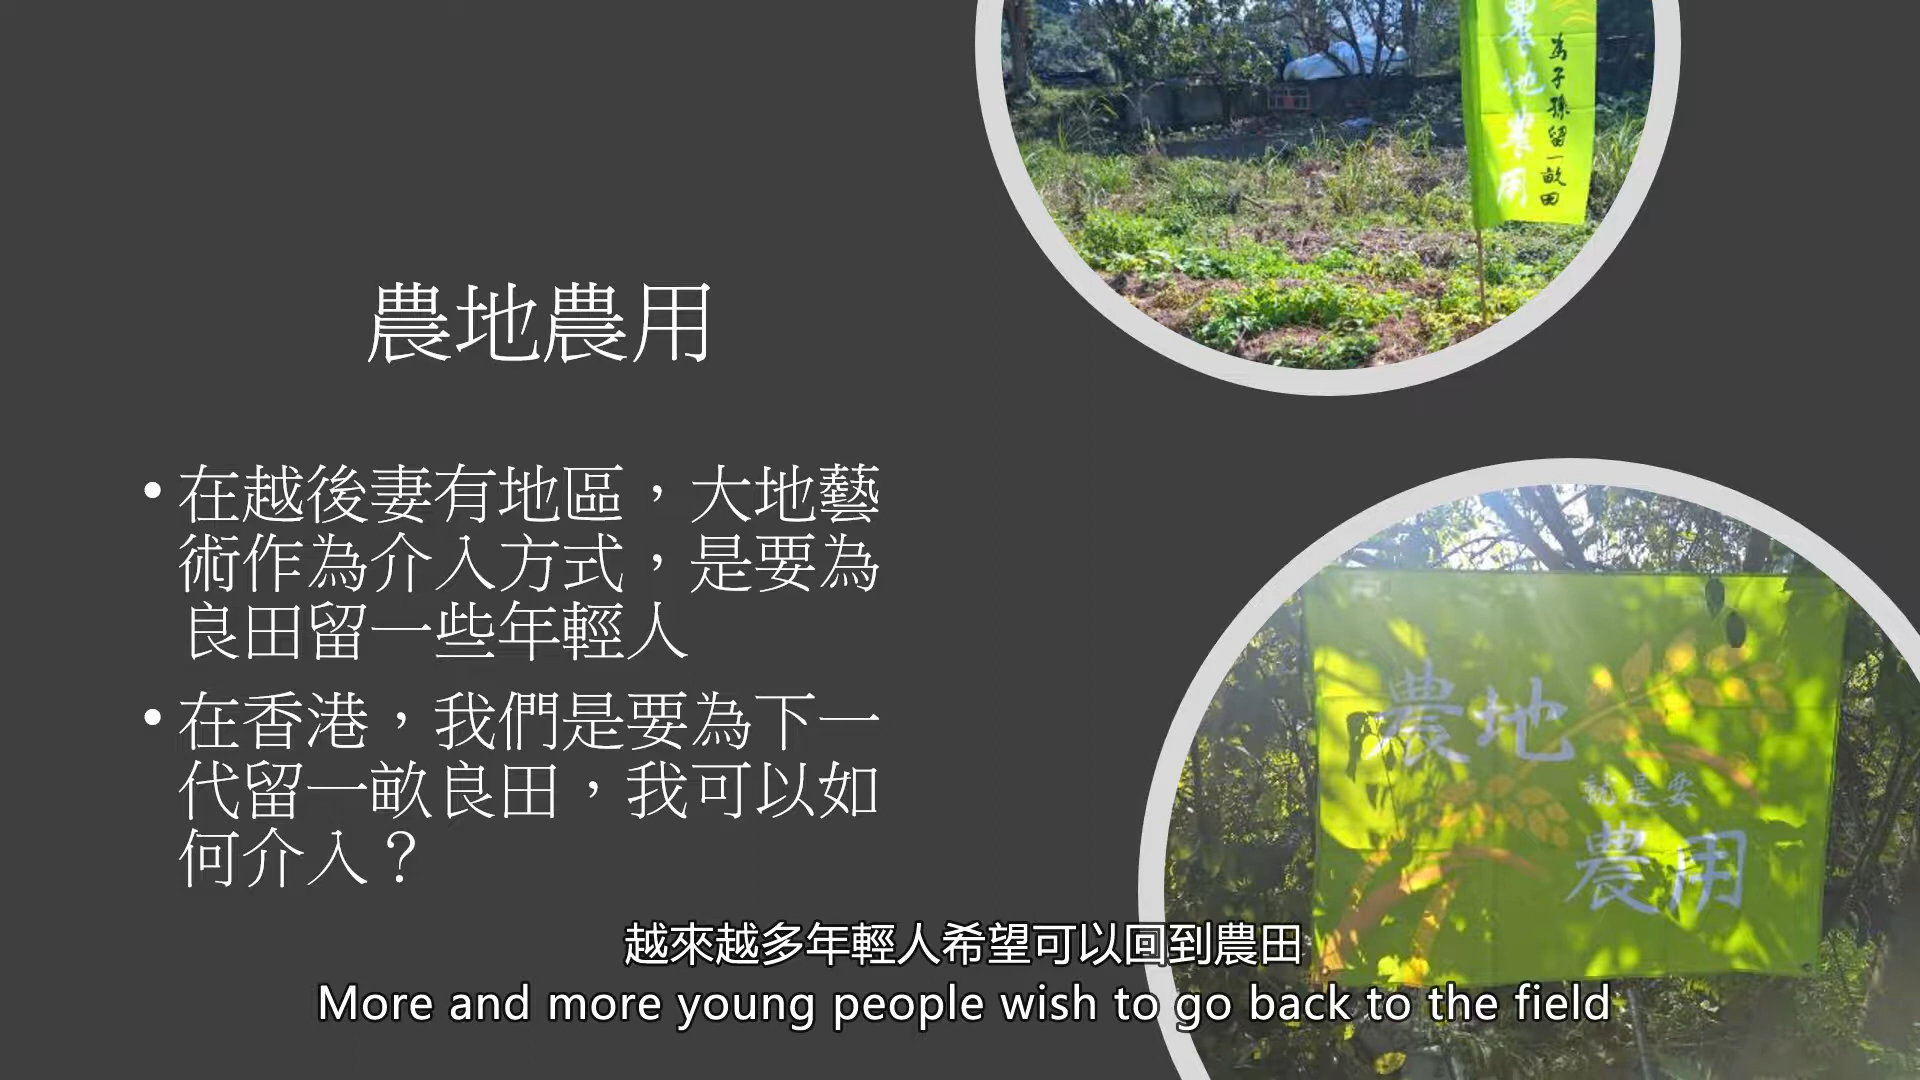 農地農用
為子孫留一畝田
農地農用
• 在越後妻有地區，大地藝
術作為介入方式，是要為
良田留一些年輕人
• 在香港，我們是要為下一
代留一畝良田，我可以如
何介入？
農地
就是要
農用
越來越多年輕人希望可以回到農田
More and more young people wish to go back to the field